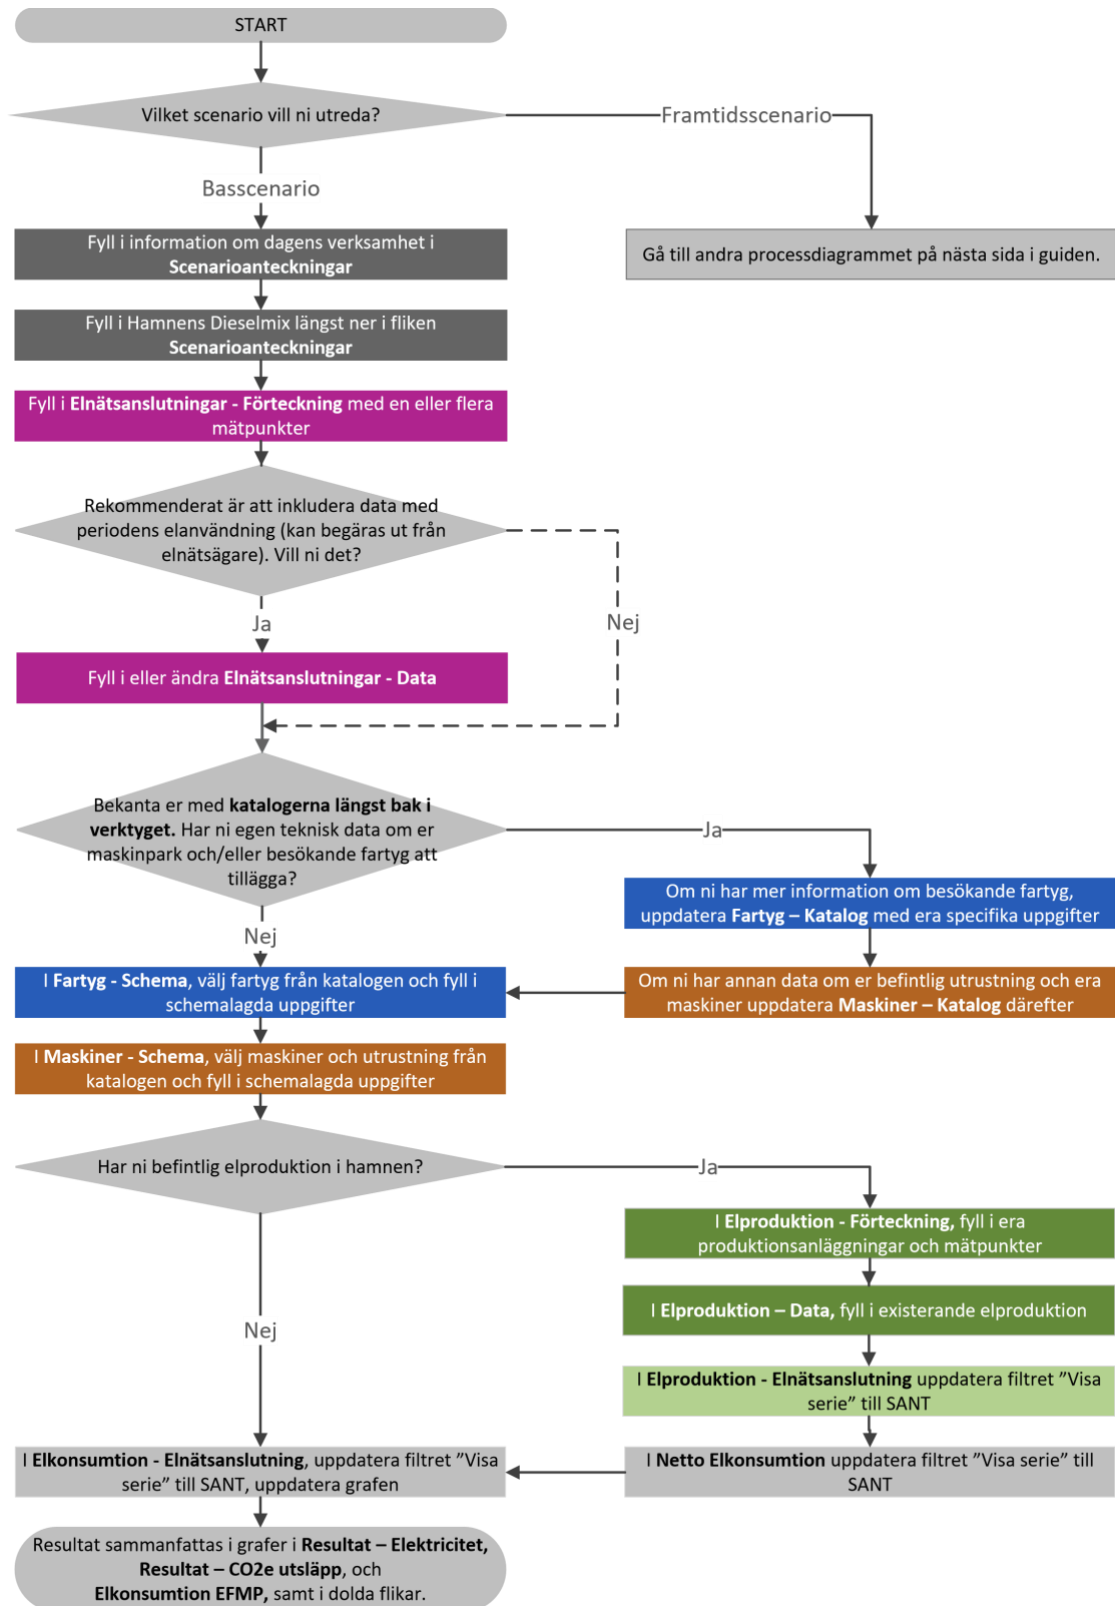 START
Vilket scenario vill ni utreda?
Framtidsscenario
Basscenario
Fyll i information om dagens verksamhet i
Scenarioanteckningar
Gå till andra processdiagrammet på nästa sida i guiden.
Fyll i Hamnens Dieselmix längst ner i fliken
Scenarioanteckningar
Fyll i Elnätsanslutningar - Förteckning med en eller flera
mätpunkter
Rekommenderat är att inkludera data med
periodens elanvändning (kan begäras ut från
elnätsägare). Vill ni det?
Ja
Nej
Fyll i eller ändra Elnätsanslutningar - Data
Bekanta er med katalogerna längst bak i
verktyget. Har ni egen teknisk data om er
maskinpark och/eller besökande fartyg att
tillägga?
Ja
Nej
Om ni har mer information om besökande fartyg,
uppdatera Fartyg – Katalog med era specifika uppgifter
I Fartyg - Schema, välj fartyg från katalogen och fyll i
schemalagda uppgifter
Om ni har annan data om er befintlig utrustning och era
maskiner uppdatera Maskiner – Katalog därefter
I Maskiner - Schema, välj maskiner och utrustning från
katalogen och fyll i schemalagda uppgifter
Har ni befintlig elproduktion i hamnen?
Ja
I Elproduktion - Förteckning, fyll i era
produktionsanläggningar och mätpunkter
I Elproduktion – Data, fyll i existerande elproduktion
Nej
I Elproduktion - Elnätsanslutning uppdatera filtret ”Visa
serie” till SANT
I Elkonsumtion - Elnätsanslutning, uppdatera filtret ”Visa
serie” till SANT, uppdatera grafen
I Netto Elkonsumtion uppdatera filtret ”Visa serie” till
SANT
Resultat sammanfattas i grafer i Resultat – Elektricitet,
Resultat – CO2e utsläpp, och
Elkonsumtion EFMP, samt i dolda flikar.